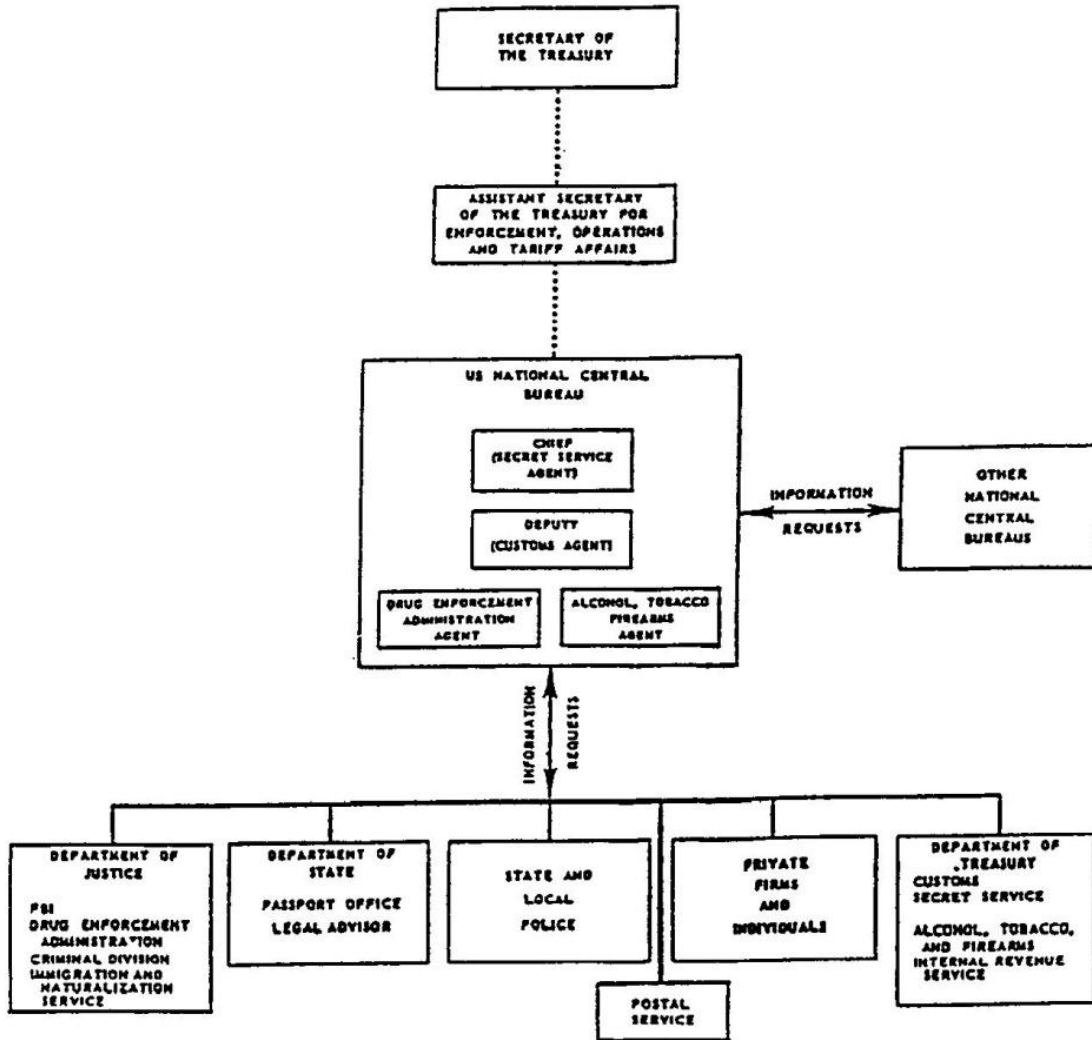 SECRETARY OF
THE TREASURY
ASSISTANT SECRETARY
OF THE TREASURY FOR
ENFORCEMENT, OPERATIONS
AND TARIFF AFFAIRS
US NATIONAL CENTRAL
BUREAU
CHIEF
(SECRET SERVICE
AGENT)
DEPUTY
(CUSTOMS AGENT)
DRUG ENFORCEMENT
ADMINISTRATION
AGENT
ALCOHOL, TOBACCO
FIREARMS
AGENT
INFORMATION
REQUESTS
OTHER
NATIONAL
CENTRAL
BUREAUS
INFORMATION
REQUESTS
DEPARTMENT OF
JUSTICE
FBI
DRUG ENFORCEMENT
ADMINISTRATION
CRIMINAL DIVISION
IMMIGRATION AND
NATURALIZATION
SERVICE
DEPARTMENT OF
STATE
PASSPORT OFFICE
LEGAL ADVISOR
STATE AND
LOCAL
POLICE
POSTAL
SERVICE
PRIVATE
FIRMS
AND
INDIVIDUALS
DEPARTMENT OF
TREASURY
CUSTOMS
SECRET SERVICE
ALCOHOL, TOBACCO,
AND FIREARMS
INTERNAL REVENUE
SERVICE